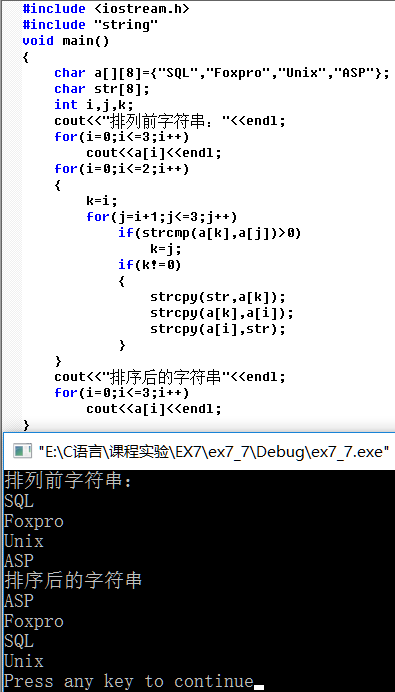 #include <iostream.h>
#include "string"
void main()
{
    char a[][8]={"SQL","Foxpro","Unix","ASP"};
    char str[8];
    int i,j,k;
    cout<<"排列前字符串："<<endl;
    for(i=0;i<=3;i++)
        cout<<a[i]<<endl;
    for(i=0;i<=2;i++)
    {
        k=i;
        for(j=i+1;j<=3;j++)
            if(strcmp(a[k],a[j])>0)
                k=j;
            if(k!=0)
            {
                strcpy(str,a[k]);
                strcpy(a[k],a[i]);
                strcpy(a[i],str);
            }
    }
    cout<<"排序后的字符串"<<endl;
    for(i=0;i<=3;i++)
        cout<<a[i]<<endl;
}
"E:\C语言\课程实验\EX7\ex7_7\Debug\ex7_7.exe"
排列前字符串：
SQL
Foxpro
Unix
ASP
排序后的字符串
ASP
Foxpro
SQL
Unix
Press any key to continue